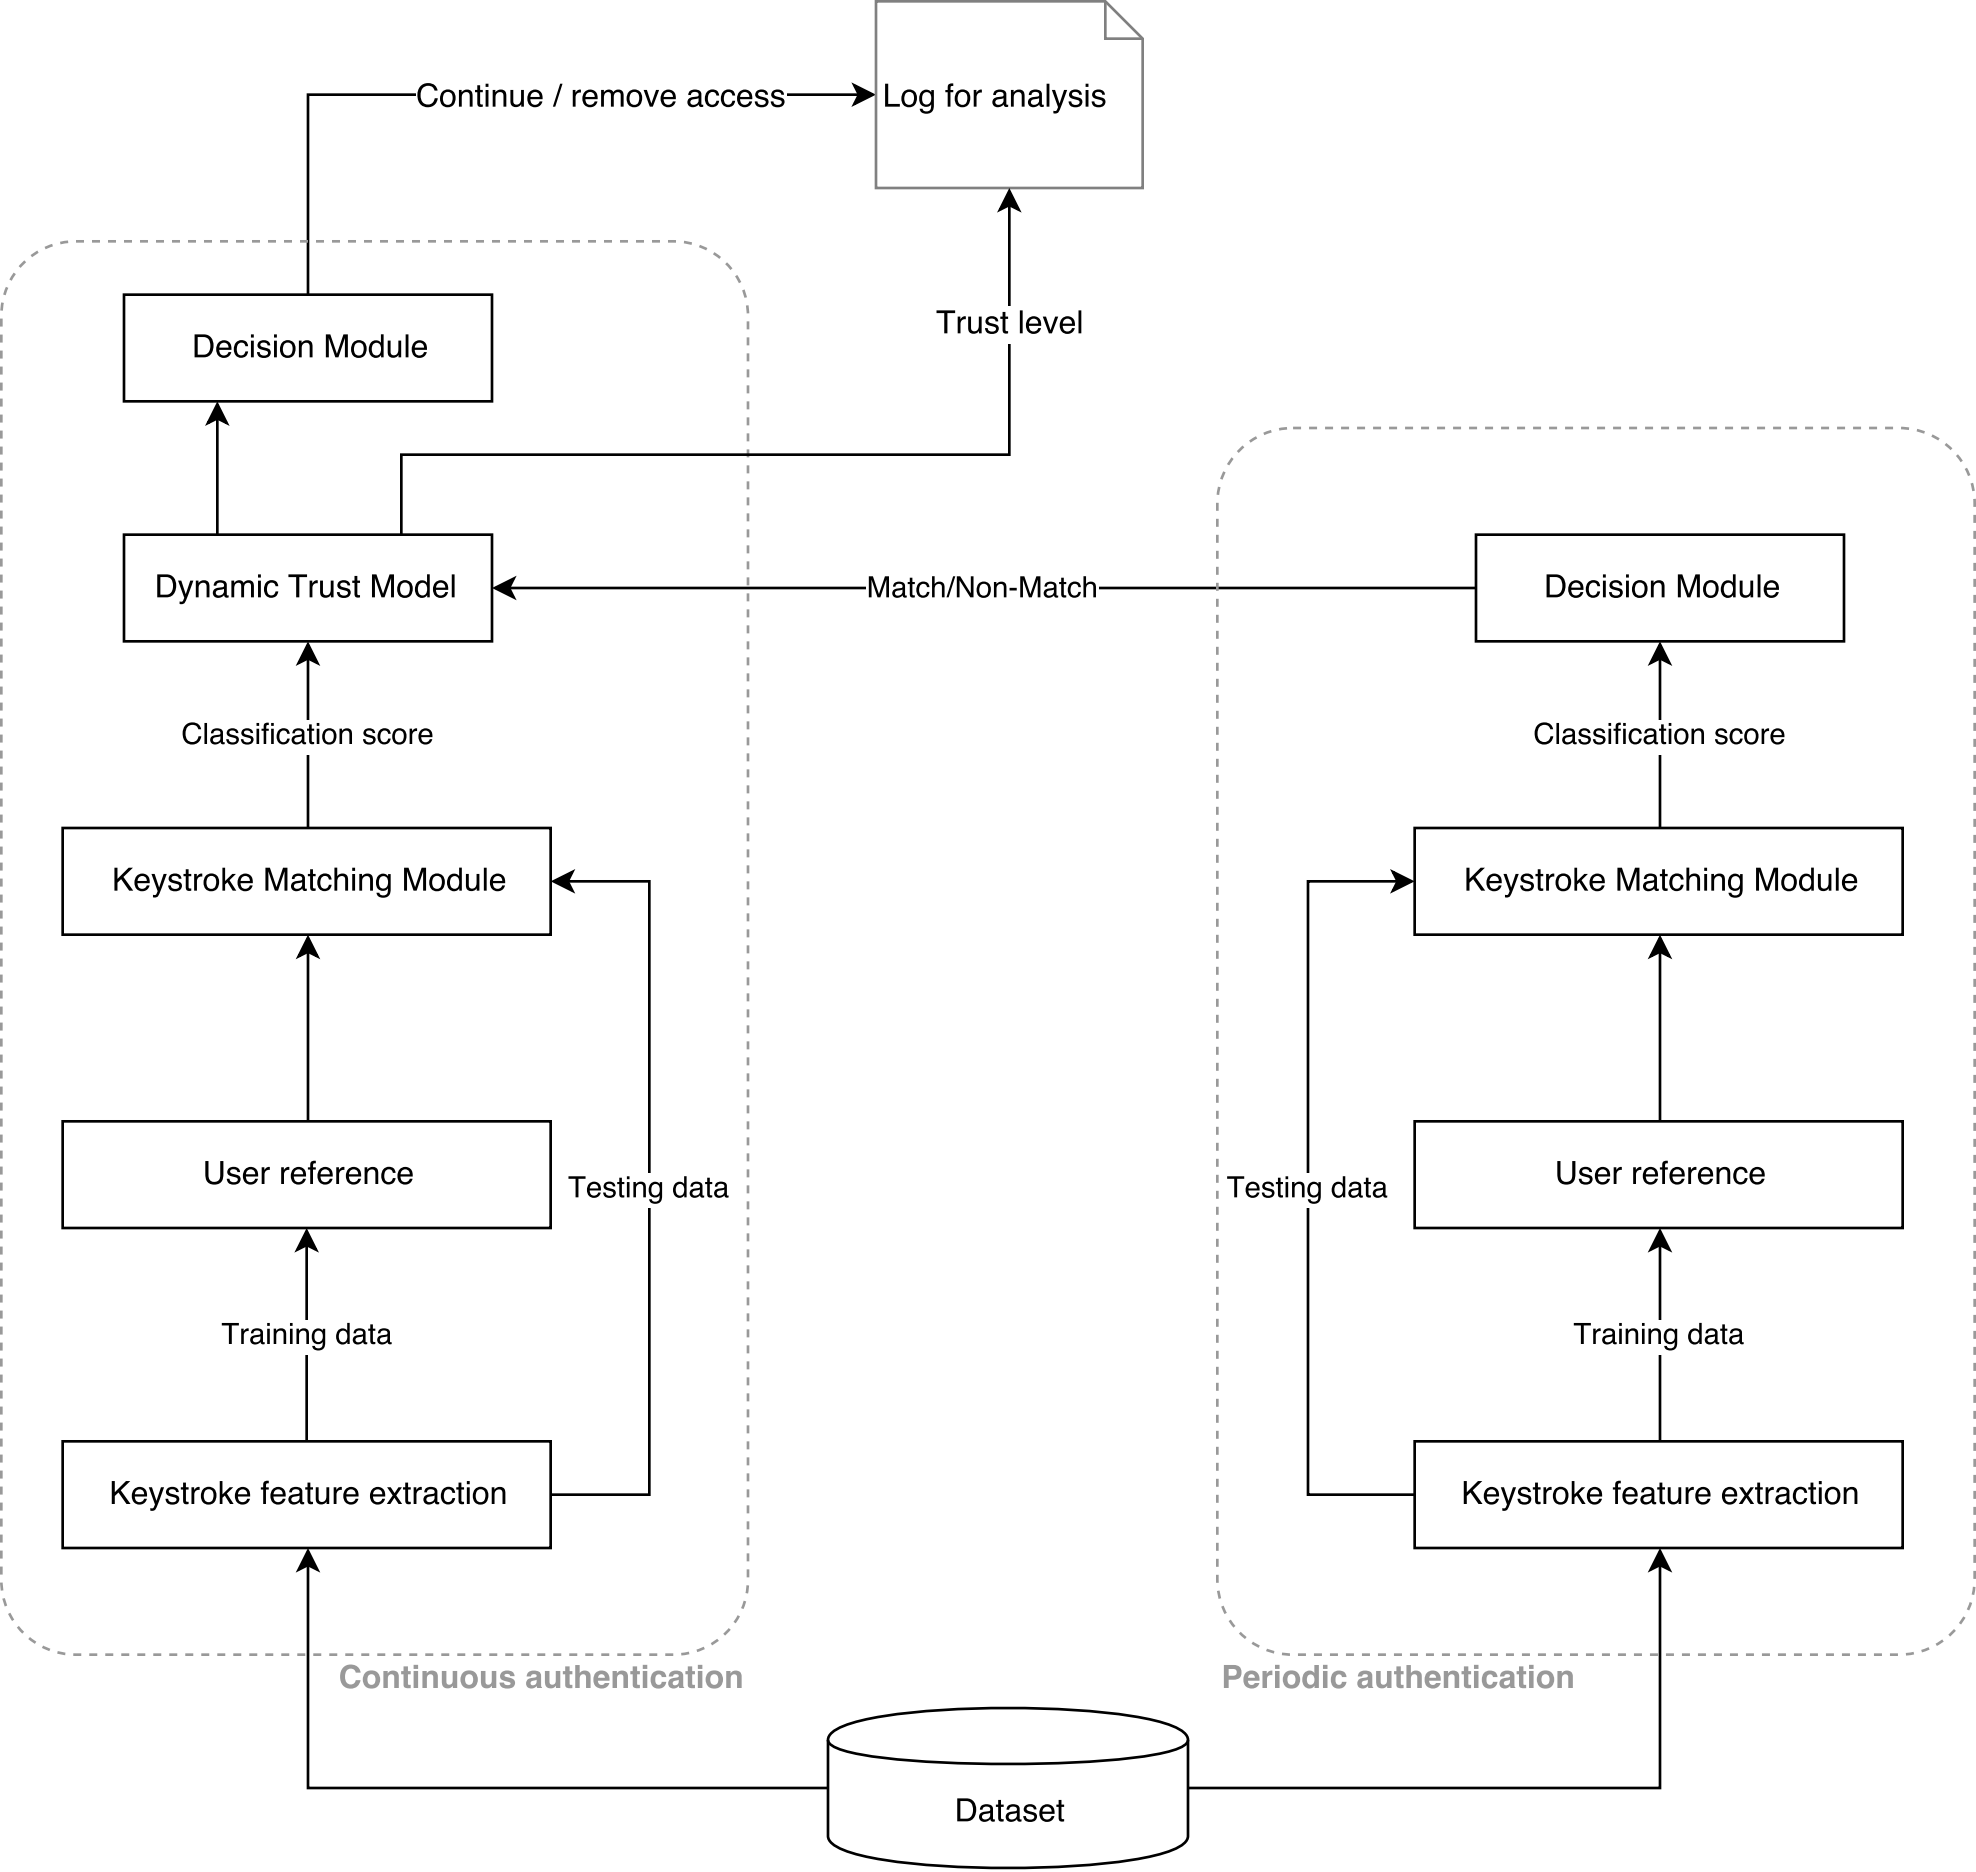 Continue / remove access
Log for analysis
Trust level
Decision Module
Dynamic Trust Model
Match/Non-Match
Decision Module
Classification score
Classification score
Keystroke Matching Module
Keystroke Matching Module
User reference
Testing data
Testing data
User reference
Training data
Training data
Keystroke feature extraction
Keystroke feature extraction
Continuous authentication
Periodic authentication
Dataset